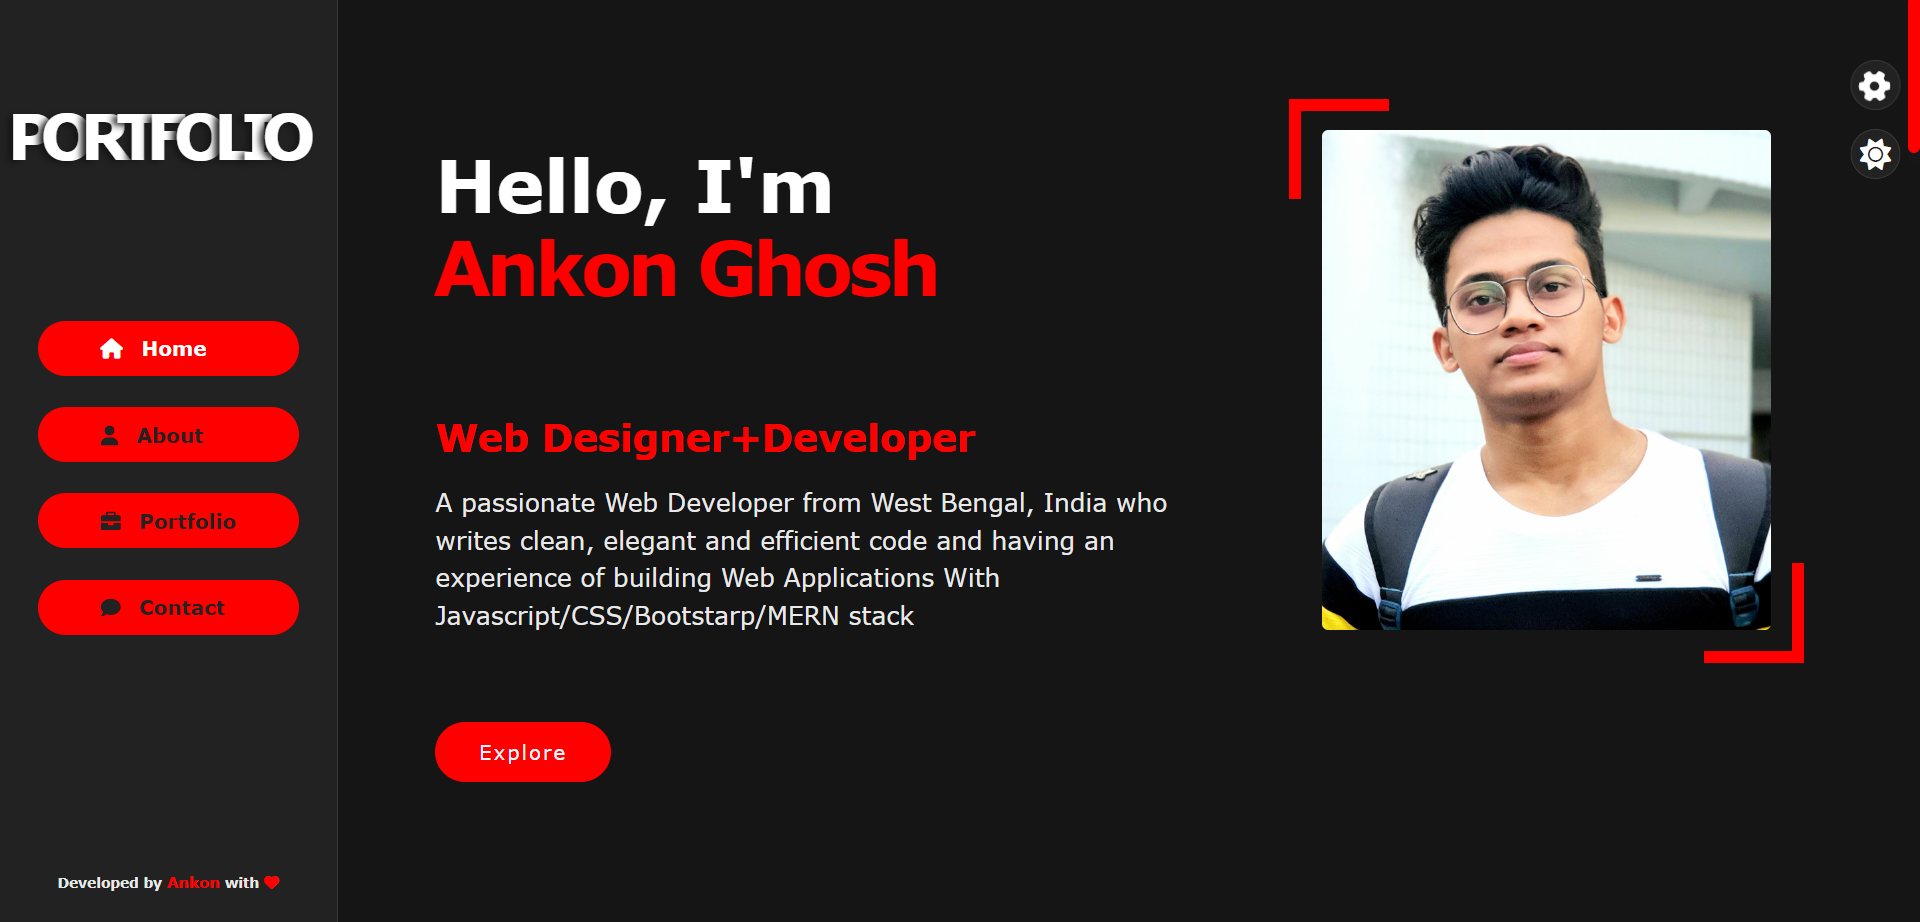 PORTFOLIO
Home
About
Portfolio
Contact
Developed by Ankon with
Hello, I'm
Ankon Ghosh
Web Designer+Developer
A passionate Web Developer from West Bengal, India who
writes clean, elegant and efficient code and having an
experience of building Web Applications With
Javascript/CSS/Bootstarp/MERN stack
Explore